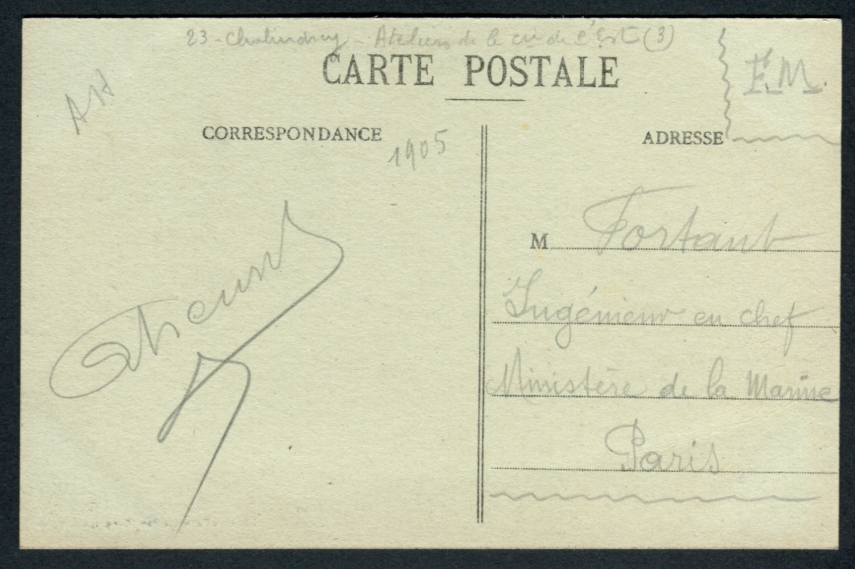 23 - Chalindrey - Ateliers de la Cie de l'Est (3)
CARTE POSTALE
F.M.
AH
CORRESPONDANCE
1905
ADRESSE
M Fortant
Ingénieur en chef
Ministère de la Marine
Paris